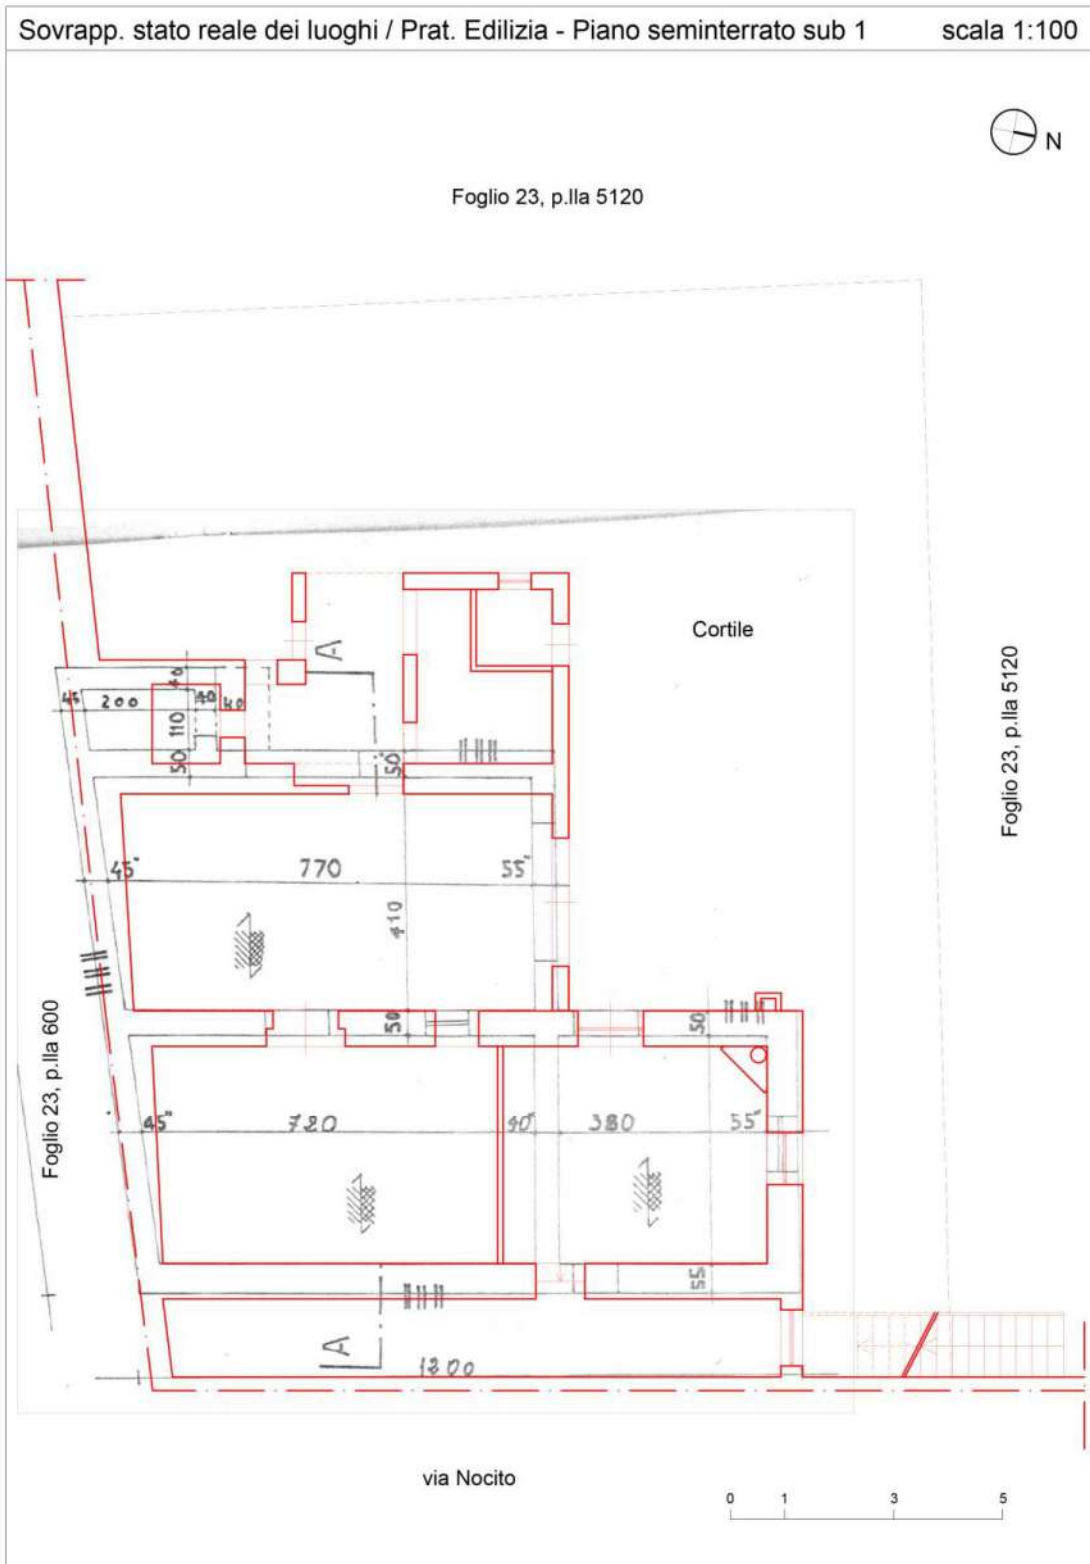 Sovrapp. stato reale dei luoghi / Prat. Edilizia - Piano seminterrato sub 1 scala 1:100
N
Foglio 23, p.lla 5120
Cortile
Foglio 23, p.lla 5120
Foglio 23, p.lla 600
A
40
45 200 40 50
110
50 50
45 770 55
410
50 50
45 720 40 380 55
55
A
1200
via Nocito
0 1 3 5